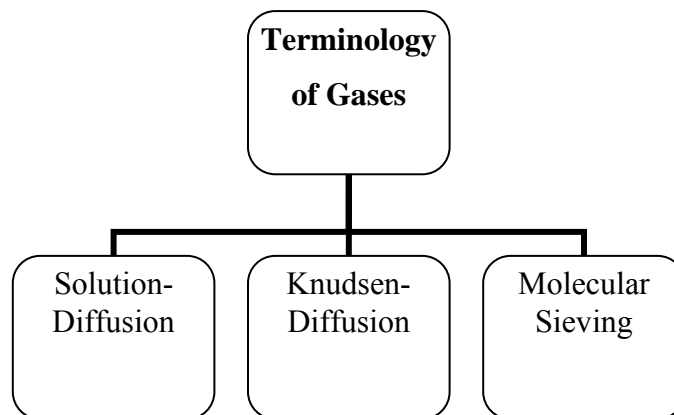 Terminology
of Gases
Solution-
Diffusion
Knudsen-
Diffusion
Molecular
Sieving